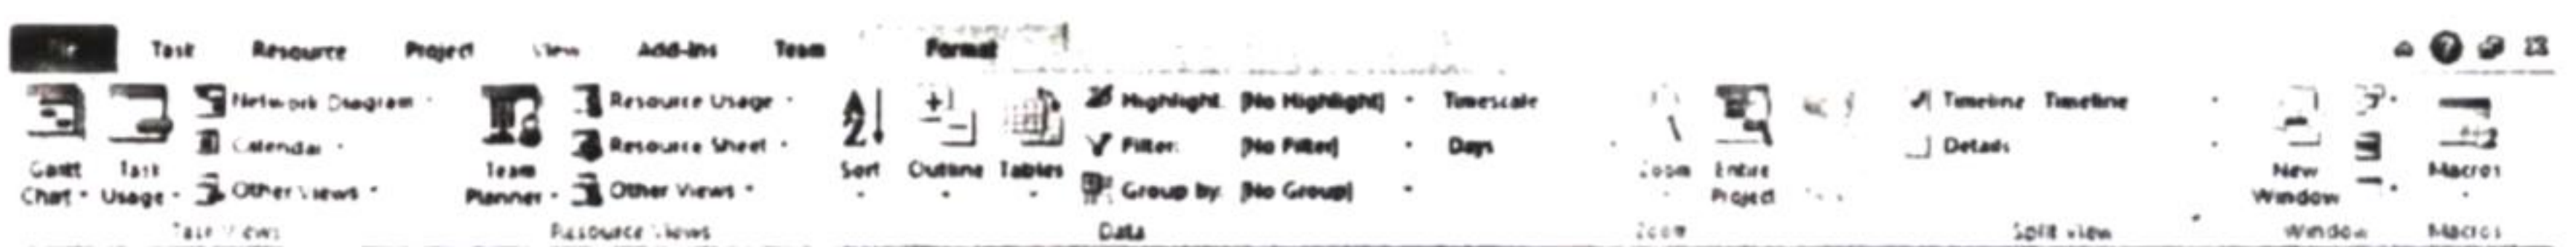 File Task Resource Project View Add-Ins Team Format
Network Diagram Resource Usage Highlight: [No Highlight] Timescale Timeline Timeline
Calendar Resource Sheet Filter: [No Filter] Days Details
Gantt Task Team Sort Outline Tables Zoom Entire New Macros
Chart Usage Other Views Planner Other Views Group by: [No Group] Project Window
Task Views Resource Views Data Zoom Split View Window Macros